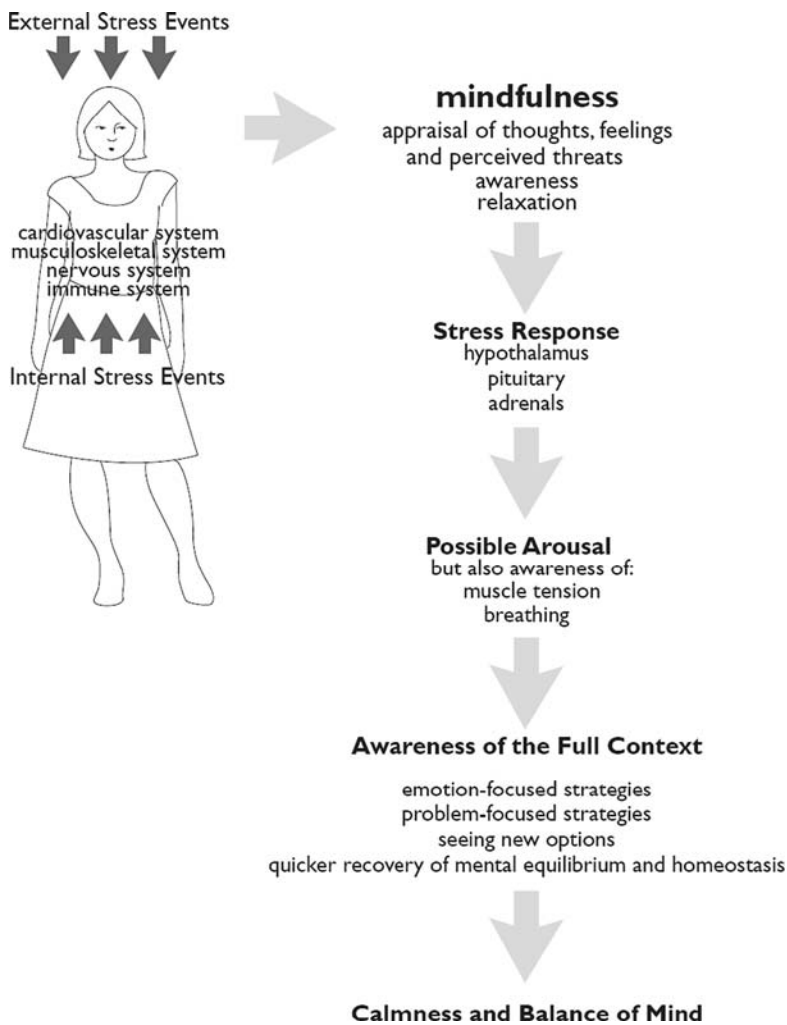 External Stress Events
cardiovascular system
musculoskeletal system
nervous system
immune system
Internal Stress Events
mindfulness
appraisal of thoughts, feelings
and perceived threats
awareness
relaxation
Stress Response
hypothalamus
pituitary
adrenals
Possible Arousal
but also awareness of:
muscle tension
breathing
Awareness of the Full Context
emotion-focused strategies
problem-focused strategies
seeing new options
quicker recovery of mental equilibrium and homeostasis
Calmness and Balance of Mind